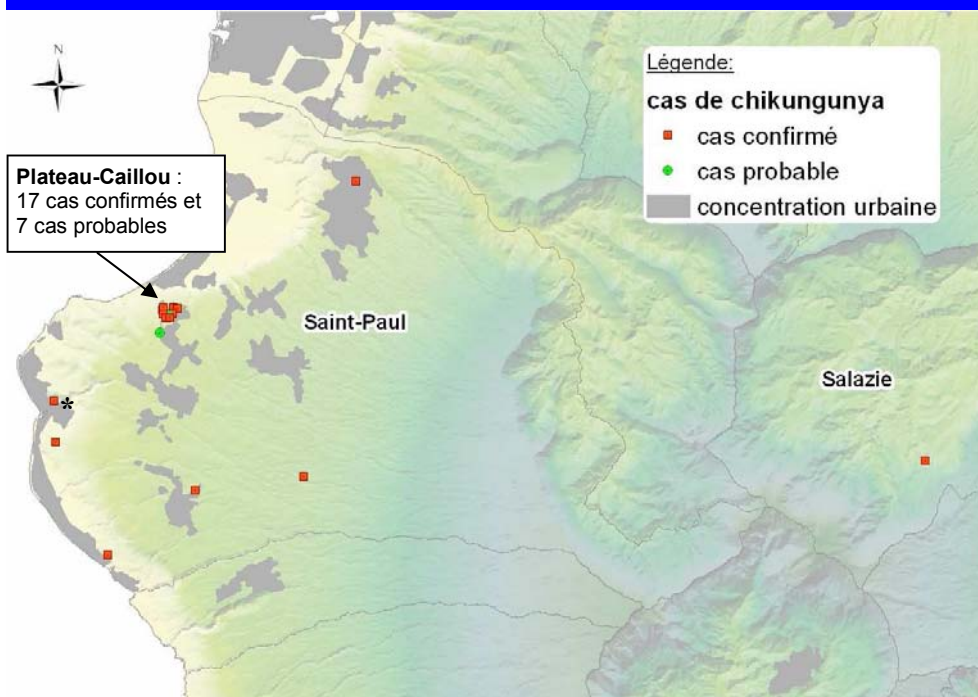 N
Légende:
cas de chikungunya
cas confirmé
cas probable
concentration urbaine
Plateau-Caillou :
17 cas confirmés et
7 cas probables
Saint-Paul
Salazie
*